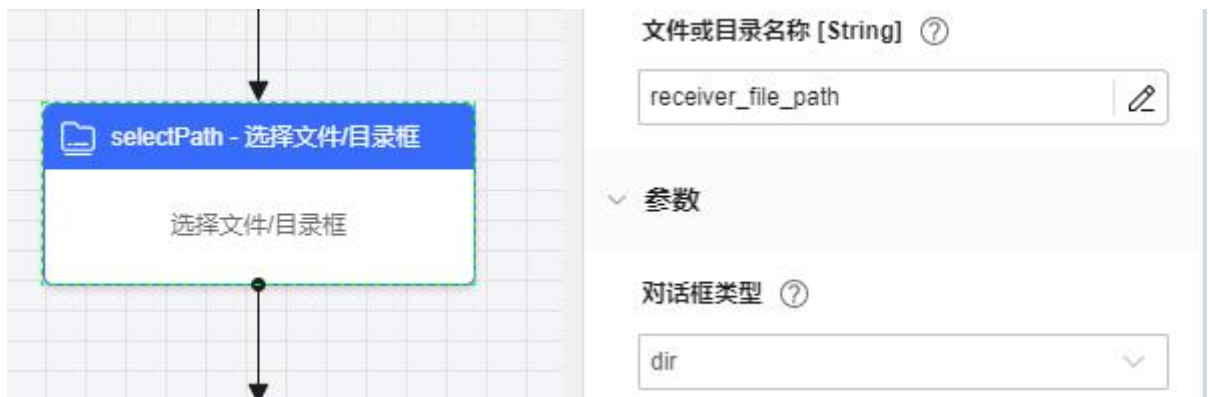 文件或目录名称 [String]
receiver_file_path
selectPath - 选择文件/目录框
选择文件/目录框
参数
对话框类型
dir